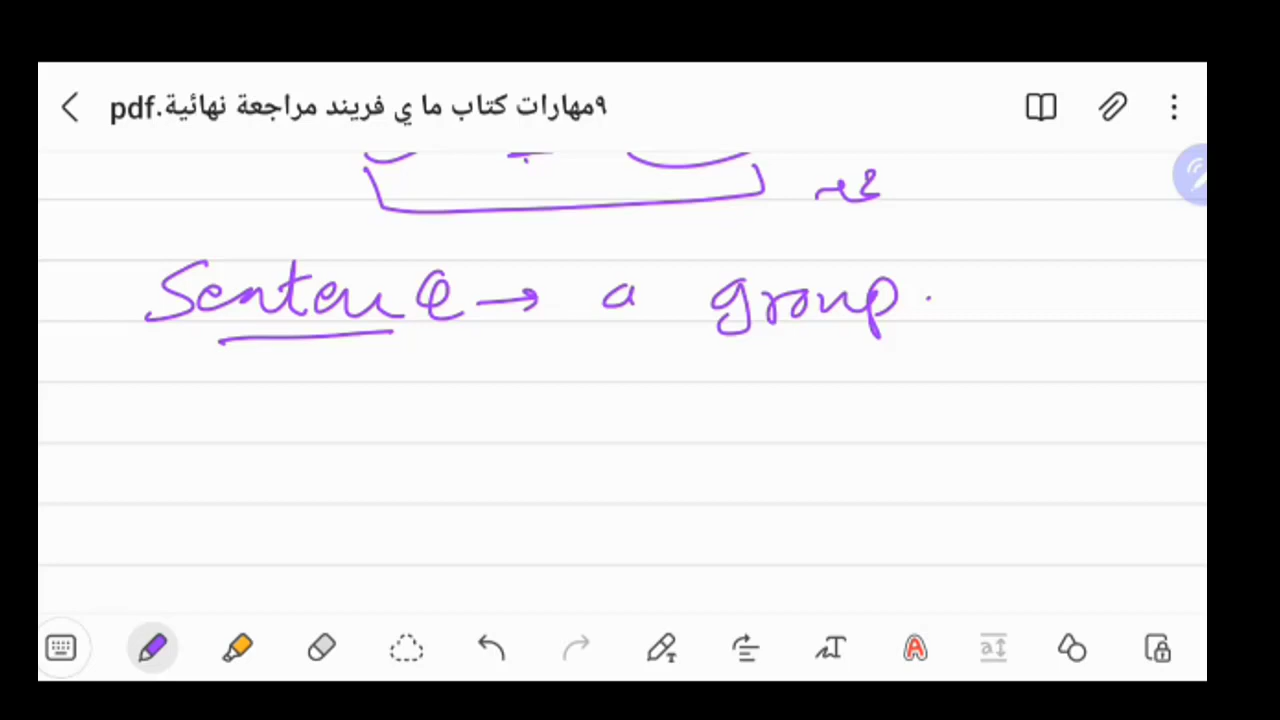 ٩مهارات كتاب ما ي فريند مراجعة نهائية.pdf
Sentence → a group.